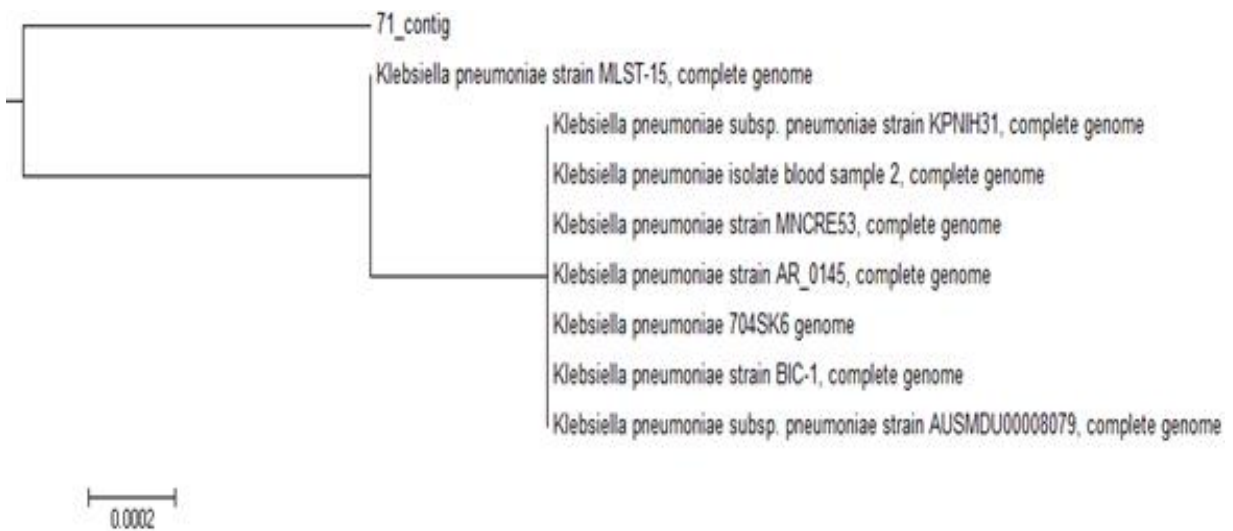 71_contig
Klebsiella pneumoniae strain MLST-15, complete genome
Klebsiella pneumoniae subsp. pneumoniae strain KPNIH31, complete genome
Klebsiella pneumoniae isolate blood sample 2, complete genome
Klebsiella pneumoniae strain MNCRE53, complete genome
Klebsiella pneumoniae strain AR_0145, complete genome
Klebsiella pneumoniae 704SK6 genome
Klebsiella pneumoniae strain BIC-1, complete genome
Klebsiella pneumoniae subsp. pneumoniae strain AUSMDU00008079, complete genome
0.0002